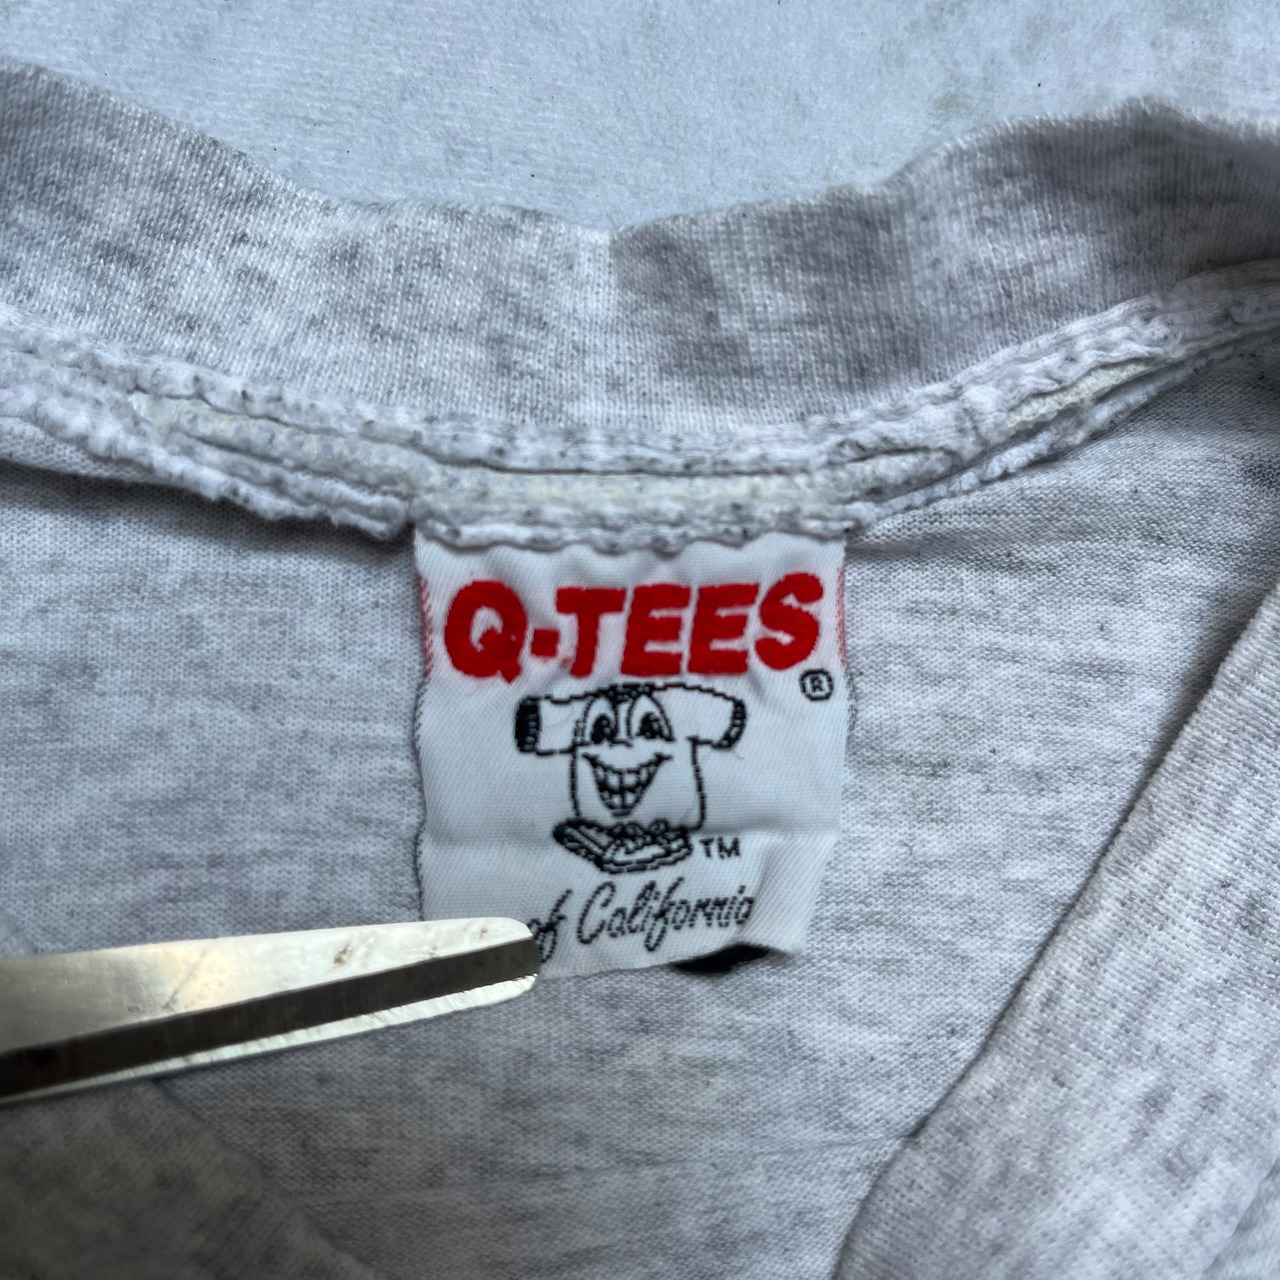 Q-TEES
®
TM
of California